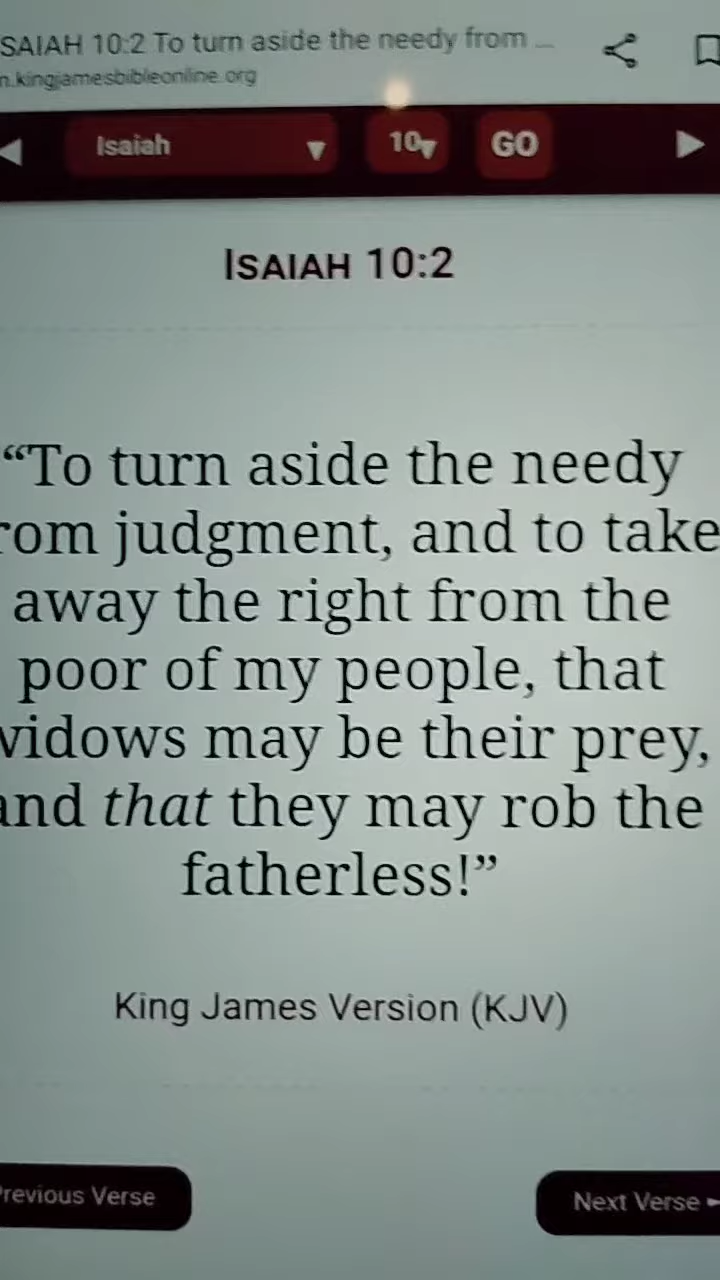 SAIAH 10:2 To turn aside the needy from ...
n.kingjamesbibleonline.org
Isaiah 10 GO
ISAIAH 10:2
“To turn aside the needy
rom judgment, and to take
away the right from the
poor of my people, that
widows may be their prey,
and that they may rob the
fatherless!”
King James Version (KJV)
Previous Verse Next Verse